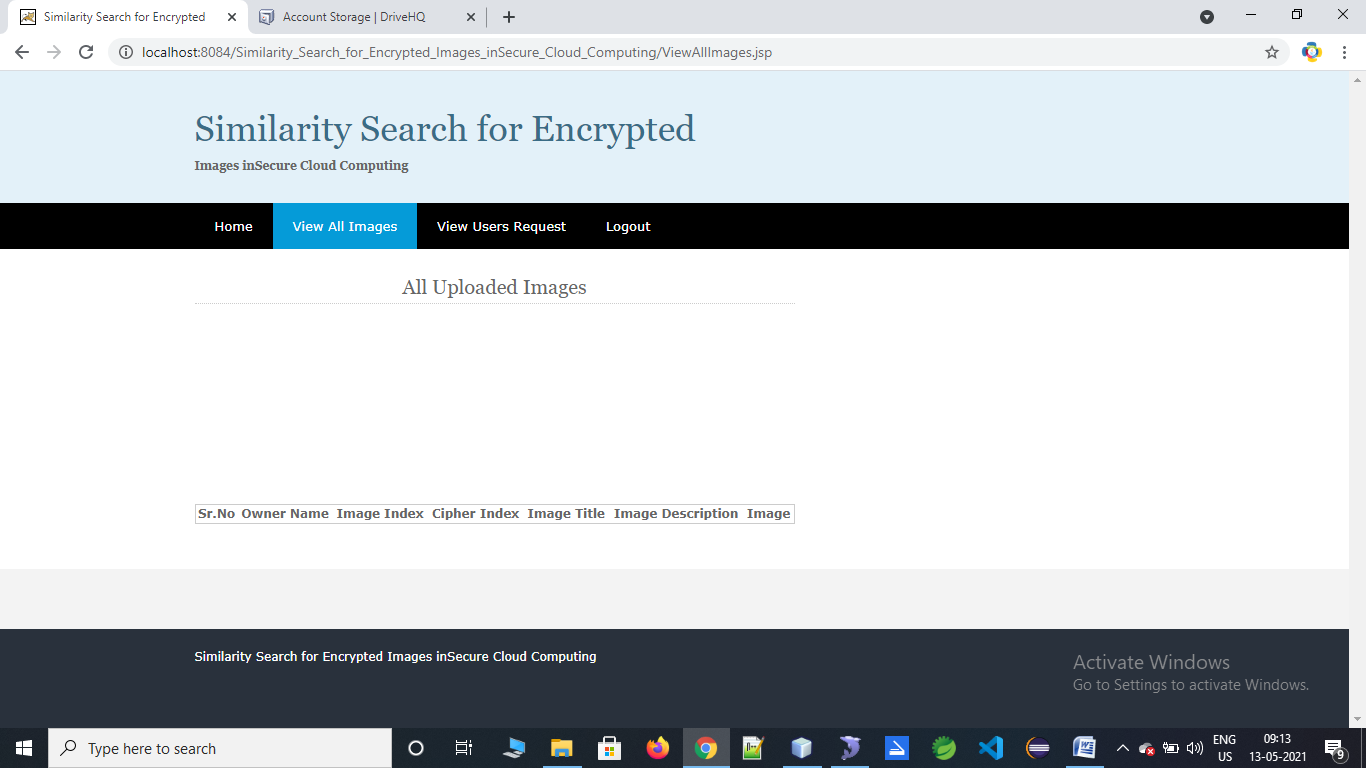 Similarity Search for Encrypted
Account Storage | DriveHQ
localhost:8084/Similarity_Search_for_Encrypted_Images_inSecure_Cloud_Computing/ViewAllImages.jsp
Similarity Search for Encrypted
Images inSecure Cloud Computing
Home View All Images View Users Request Logout
All Uploaded Images
Sr.No Owner Name Image Index Cipher Index Image Title Image Description Image
Similarity Search for Encrypted Images inSecure Cloud Computing
Activate Windows
Go to Settings to activate Windows.
Type here to search
ENG
US
09:13
13-05-2021
9